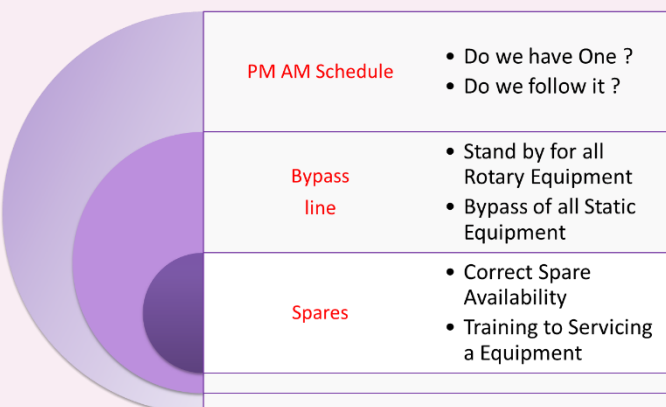 PM AM Schedule
• Do we have One ?
• Do we follow it ?
Bypass
line
• Stand by for all
Rotary Equipment
• Bypass of all Static
Equipment
Spares
• Correct Spare
Availability
• Training to Servicing
a Equipment